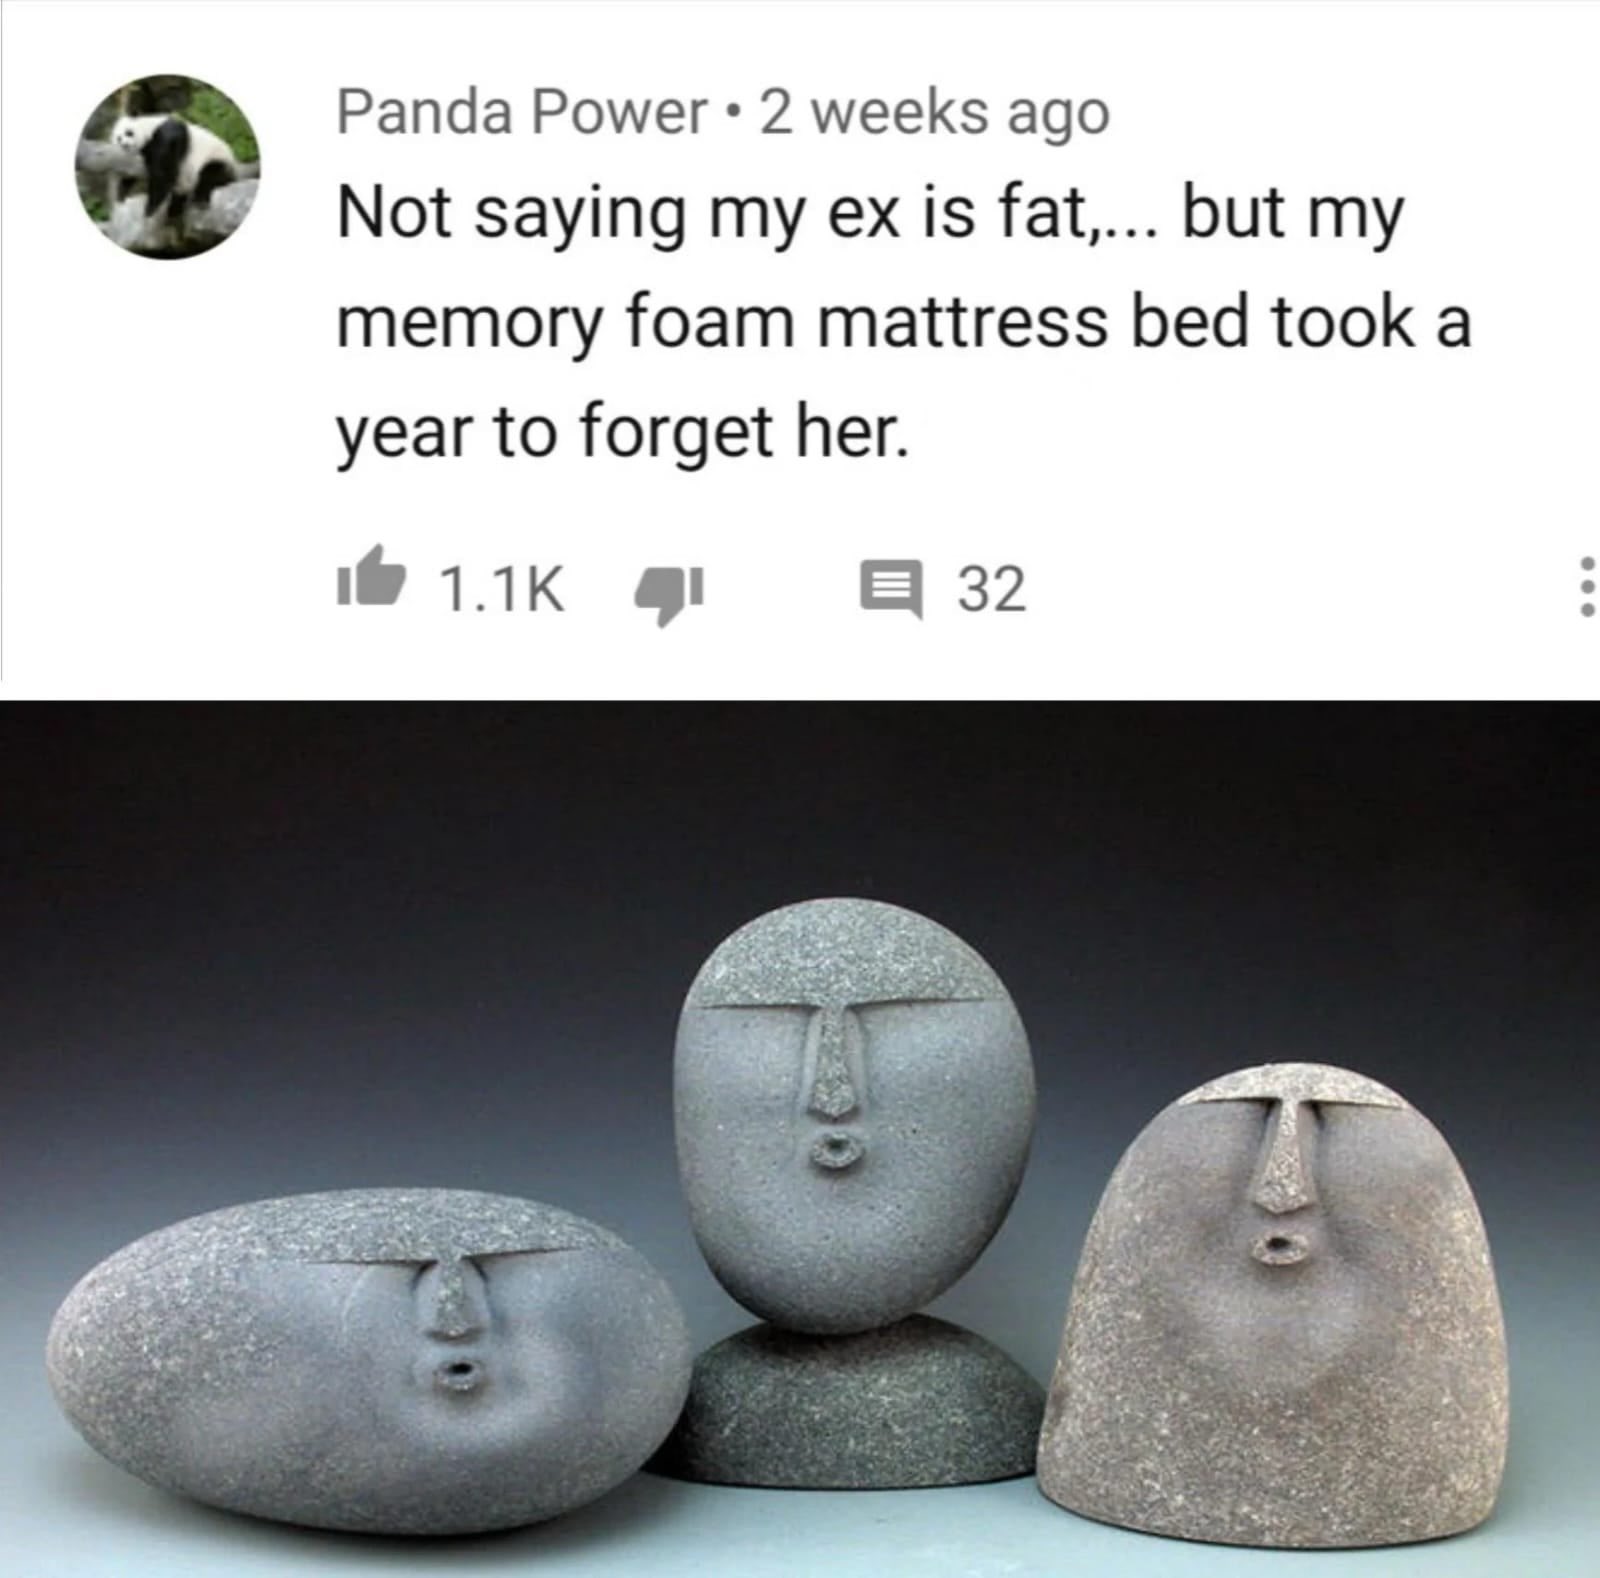 Panda Power • 2 weeks ago
Not saying my ex is fat,... but my
memory foam mattress bed took a
year to forget her.
1.1K 32